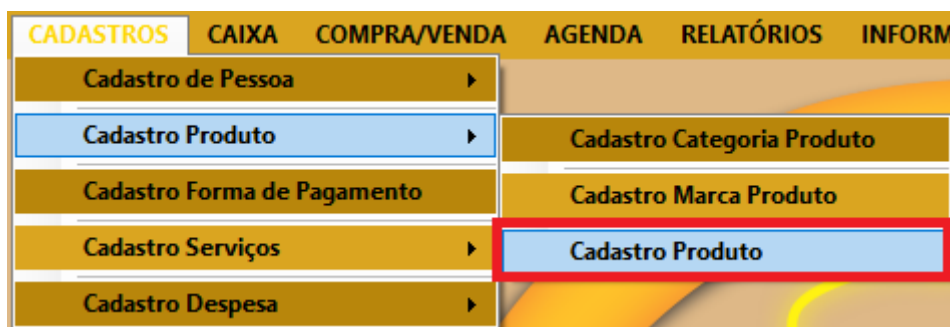 CADASTROS CAIXA COMPRA/VENDA AGENDA RELATÓRIOS INFORM
Cadastro de Pessoa
Cadastro Produto
Cadastro Forma de Pagamento
Cadastro Serviços
Cadastro Despesa
Cadastro Categoria Produto
Cadastro Marca Produto
Cadastro Produto